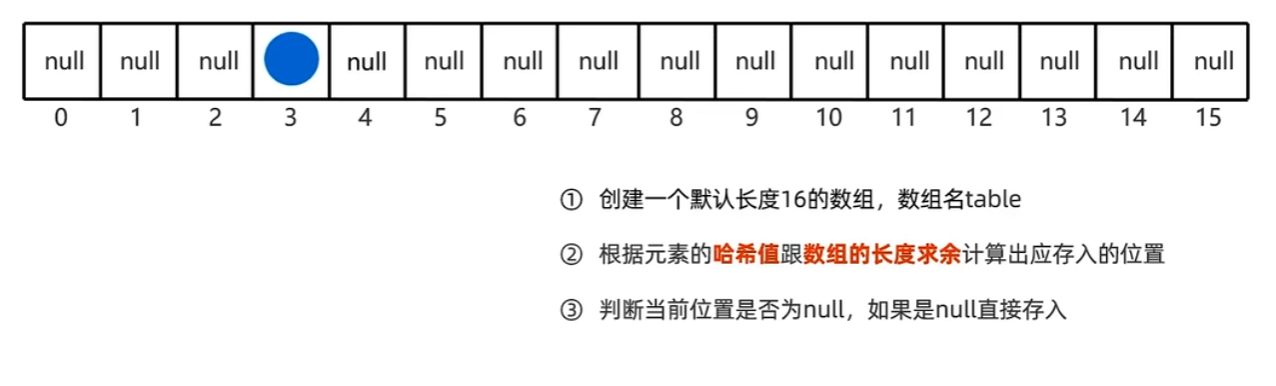 null null null null null null null null null null null null null null null
0 1 2 3 4 5 6 7 8 9 10 11 12 13 14 15
① 创建一个默认长度16的数组，数组名table
② 根据元素的哈希值跟数组的长度求余计算出应存入的位置
③ 判断当前位置是否为null，如果是null直接存入